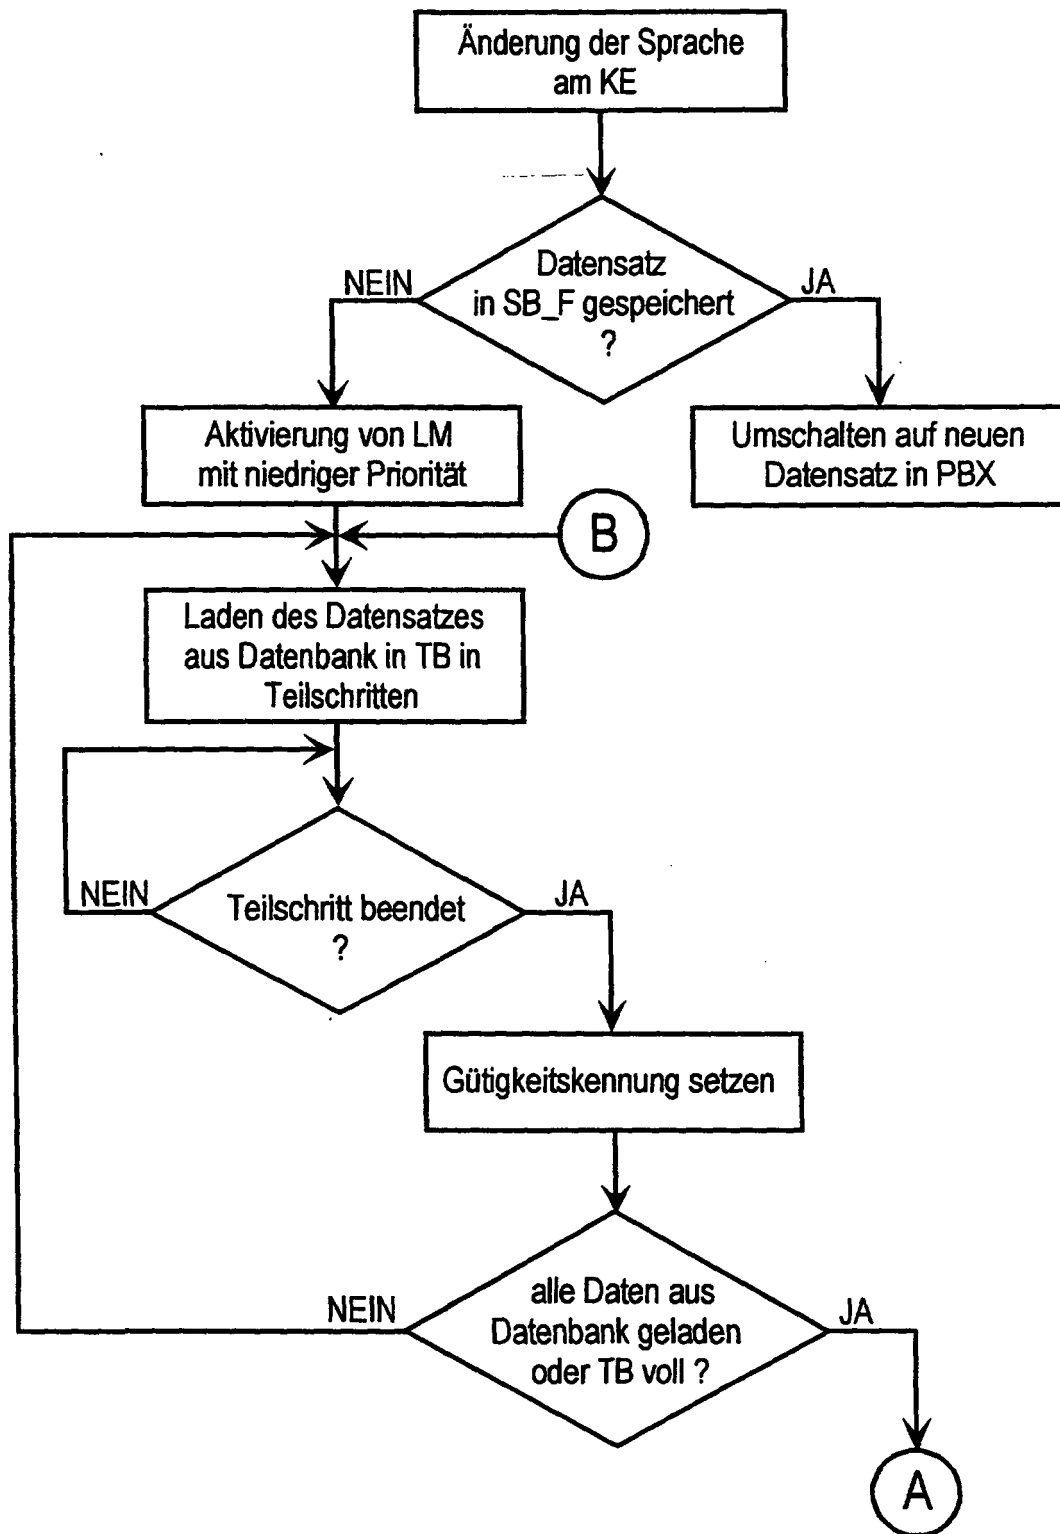 Änderung der Sprache
am KE
Datensatz
in SB_F gespeichert
?
NEIN
JA
Aktivierung von LM
mit niedriger Priorität
Umschalten auf neuen
Datensatz in PBX
B
Laden des Datensatzes
aus Datenbank in TB in
Teilschritten
NEIN
Teilschritt beendet
?
JA
Gütigkeitskennung setzen
NEIN
alle Daten aus
Datenbank geladen
oder TB voll ?
JA
A